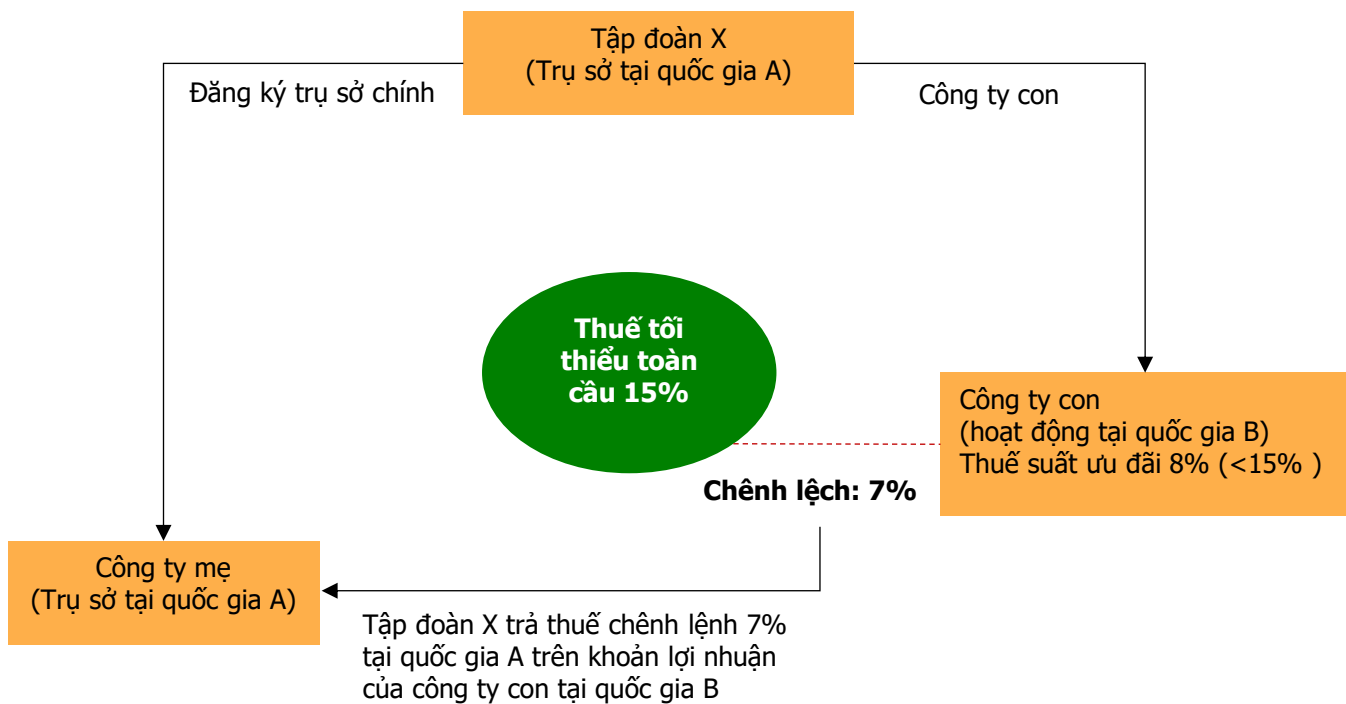 Tập đoàn X
(Trụ sở tại quốc gia A)
Đăng ký trụ sở chính
Công ty con
Thuế tối
thiểu toàn
cầu 15%
Công ty con
(hoạt động tại quốc gia B)
Thuế suất ưu đãi 8% (<15% )
Chênh lệch: 7%
Công ty mẹ
(Trụ sở tại quốc gia A)
Tập đoàn X trả thuế chênh lệnh 7%
tại quốc gia A trên khoản lợi nhuận
của công ty con tại quốc gia B